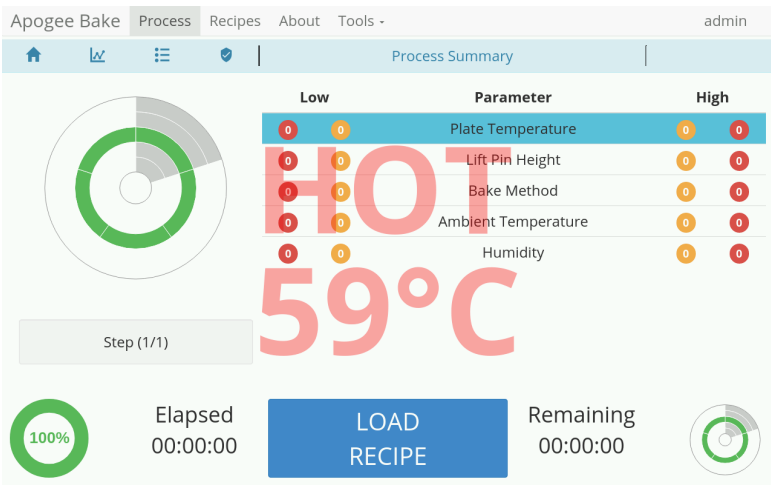 Apogee Bake Process Recipes About Tools admin
Process Summary
Low Parameter High
0 0 Plate Temperature 0 0
0 0 Lift Pin Height 0 0
0 0 Bake Method 0 0
0 0 Ambient Temperature 0 0
0 0 Humidity 0 0
HOT
59°C
Step (1/1)
100%
Elapsed
00:00:00
LOAD
RECIPE
Remaining
00:00:00